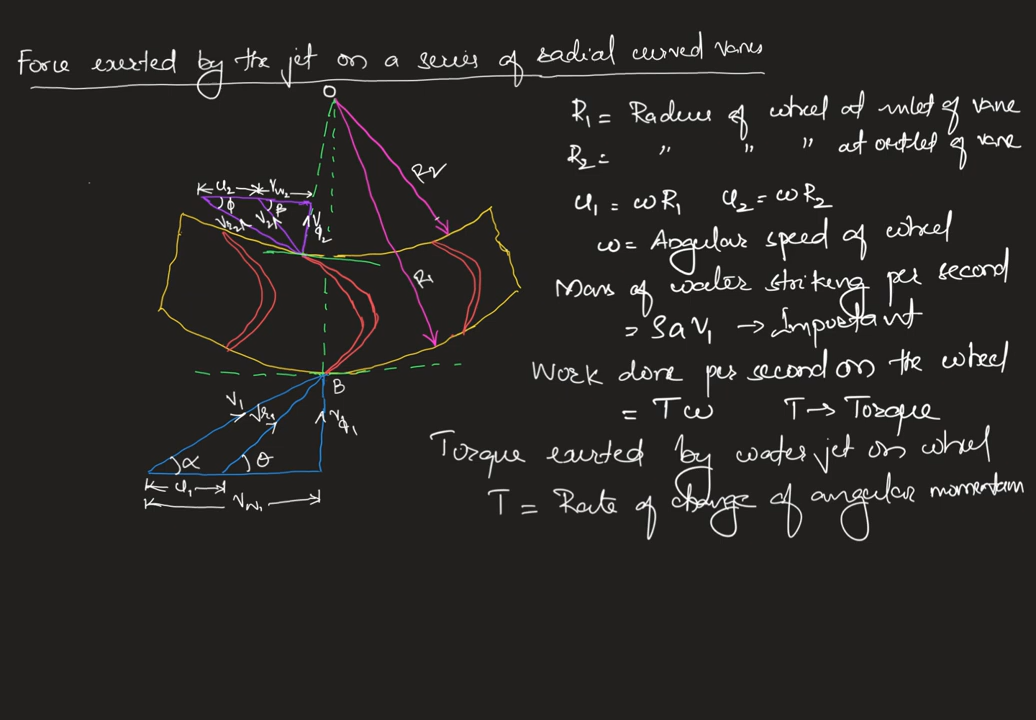 Force exerted by the jet on a series of radial curved vanes
O
R2
R1
u2 Vw2
ϕ β
Vr2 V2 Vf2
B
V1 Vr1 Vf1
α θ
u1
Vw1
R1 = Radius of wheel at inlet of vane
R2 = " " " at outlet of vane
u1 = ωR1 u2 = ωR2
ω = Angular speed of wheel
Mass of water striking per second
= ρaV1 → Important
Work done per second on the wheel
= Tω T → Torque
Torque exerted by water jet on wheel
T = Rate of change of angular momentum